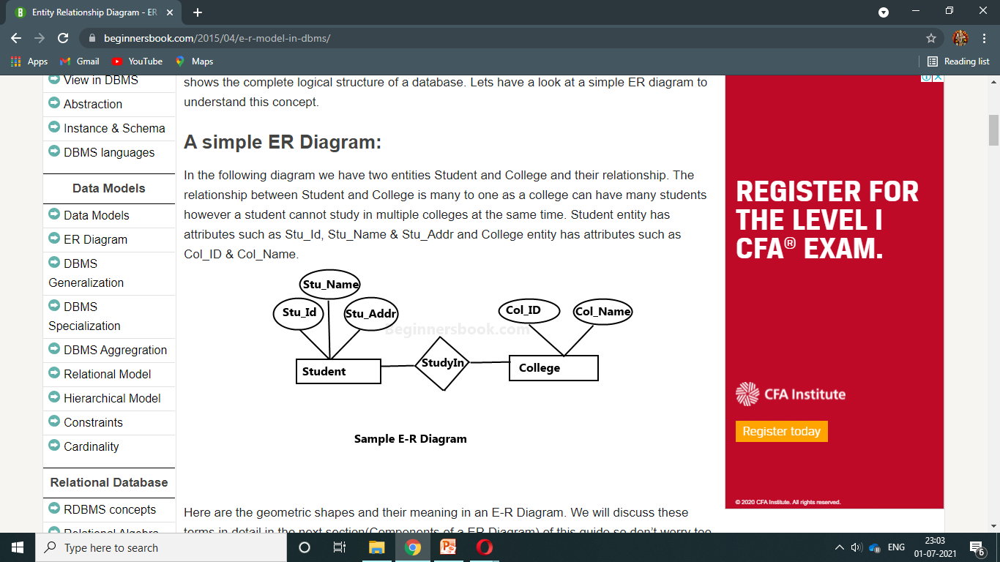 Entity Relationship Diagram - ER
beginnersbook.com/2015/04/e-r-model-in-dbms/
Apps
Gmail
YouTube
Maps
Reading list
View in DBMS
Abstraction
Instance & Schema
DBMS languages
Data Models
Data Models
ER Diagram
DBMS
Generalization
DBMS
Specialization
DBMS Aggregration
Relational Model
Hierarchical Model
Constraints
Cardinality
Relational Database
RDBMS concepts
Relational Algebra
shows the complete logical structure of a database. Lets have a look at a simple ER diagram to
understand this concept.
A simple ER Diagram:
In the following diagram we have two entities Student and College and their relationship. The
relationship between Student and College is many to one as a college can have many students
however a student cannot study in multiple colleges at the same time. Student entity has
attributes such as Stu_Id, Stu_Name & Stu_Addr and College entity has attributes such as
Col_ID & Col_Name.
Stu_Name
Stu_Id
Stu_Addr
Col_ID
Col_Name
Beginnersbook.com
Student
StudyIn
College
Sample E-R Diagram
Here are the geometric shapes and their meaning in an E-R Diagram. We will discuss these
terms in detail in the next section(Components of a ER Diagram) of this guide so don't worry too
REGISTER FOR
THE LEVEL I
CFA® EXAM.
CFA Institute
Register today
© 2020 CFA Institute. All rights reserved.
Type here to search
ENG
23:03
01-07-2021
6